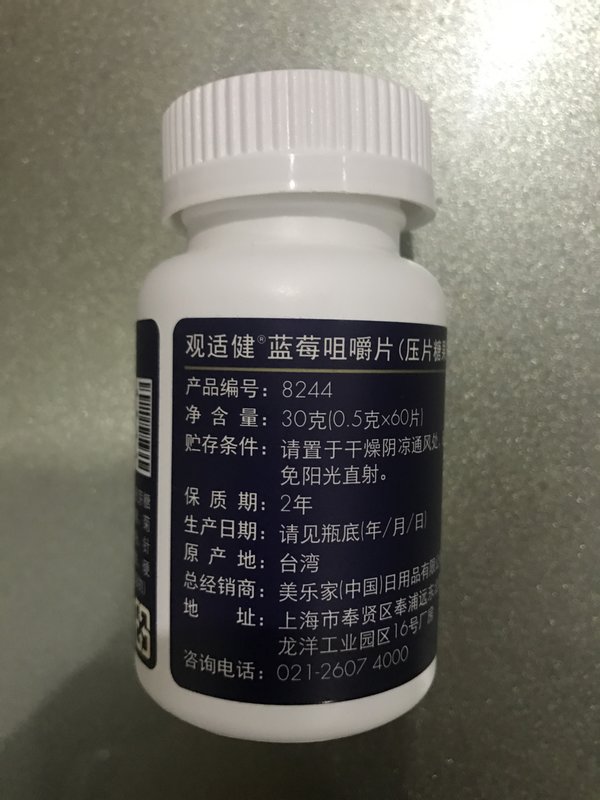 观适健®蓝莓咀嚼片(压片糖
产品编号：8244
净含量：30克(0.5克×60片)
贮存条件：请置于干燥阴凉通风处、
免阳光直射。
保质期：2年
生产日期：请见瓶底(年/月/日)
原产地：台湾
总经销商：美乐家(中国)日用品有限
地址：上海市奉贤区奉浦远东
龙洋工业园区16号厂房
咨询电话：021-2607 4000
菊
针
梗